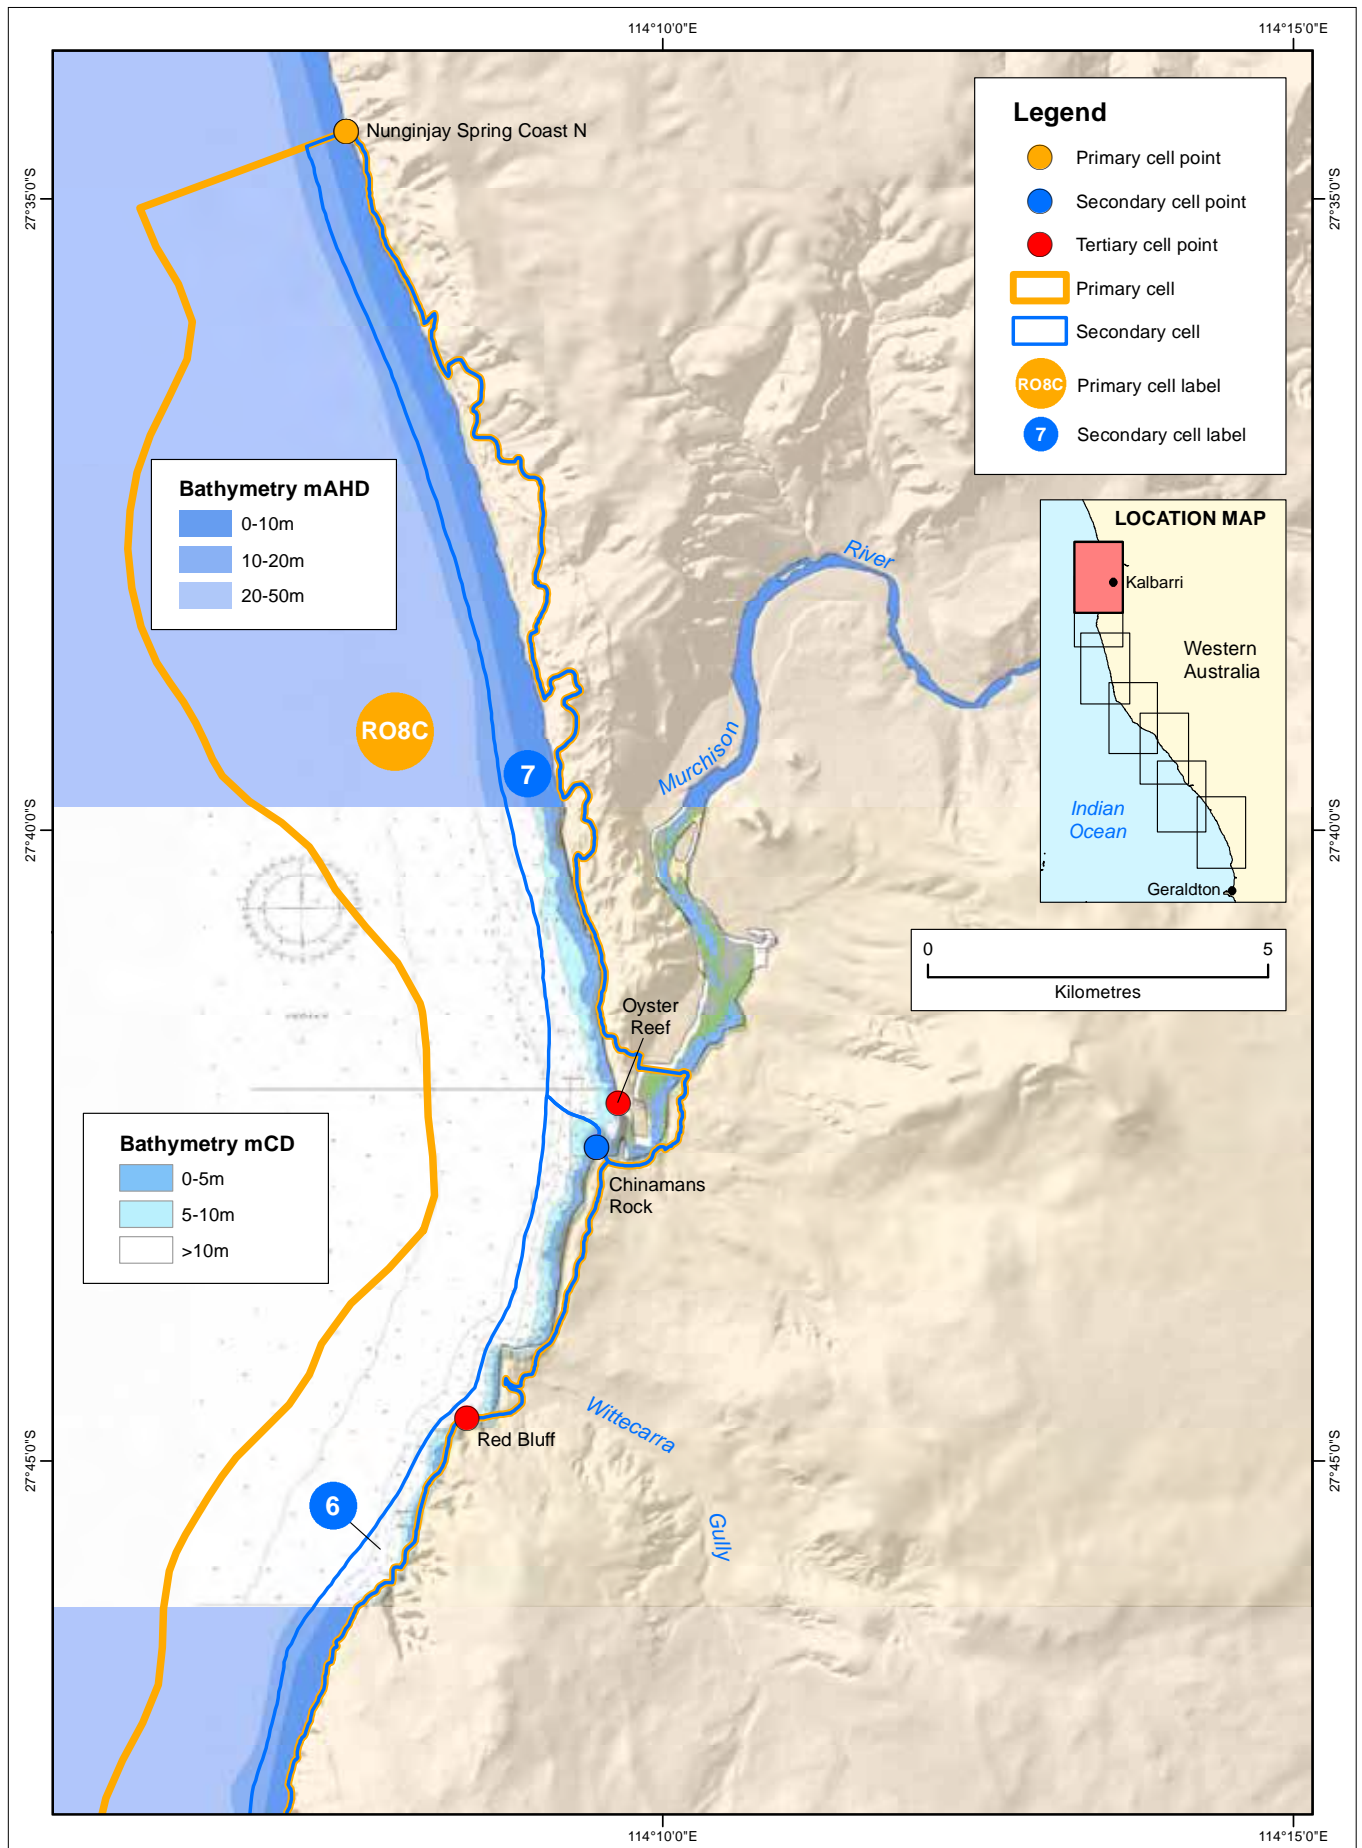 114°10'0"E
114°15'0"E
Nunginjay Spring Coast N
Legend
Primary cell point
Secondary cell point
Tertiary cell point
Primary cell
Secondary cell
RO8C
Primary cell label
7
Secondary cell label
27°35'0"S
27°35'0"S
Bathymetry mAHD
0-10m
10-20m
20-50m
LOCATION MAP
Kalbarri
Western
Australia
Indian
Ocean
Geraldton
River
Murchison
RO8C
7
27°40'0"S
27°40'0"S
0
5
Kilometres
Oyster
Reef
Bathymetry mCD
0-5m
5-10m
>10m
Chinamans
Rock
Wittecarra
Gully
Red Bluff
27°45'0"S
27°45'0"S
6
114°10'0"E
114°15'0"E